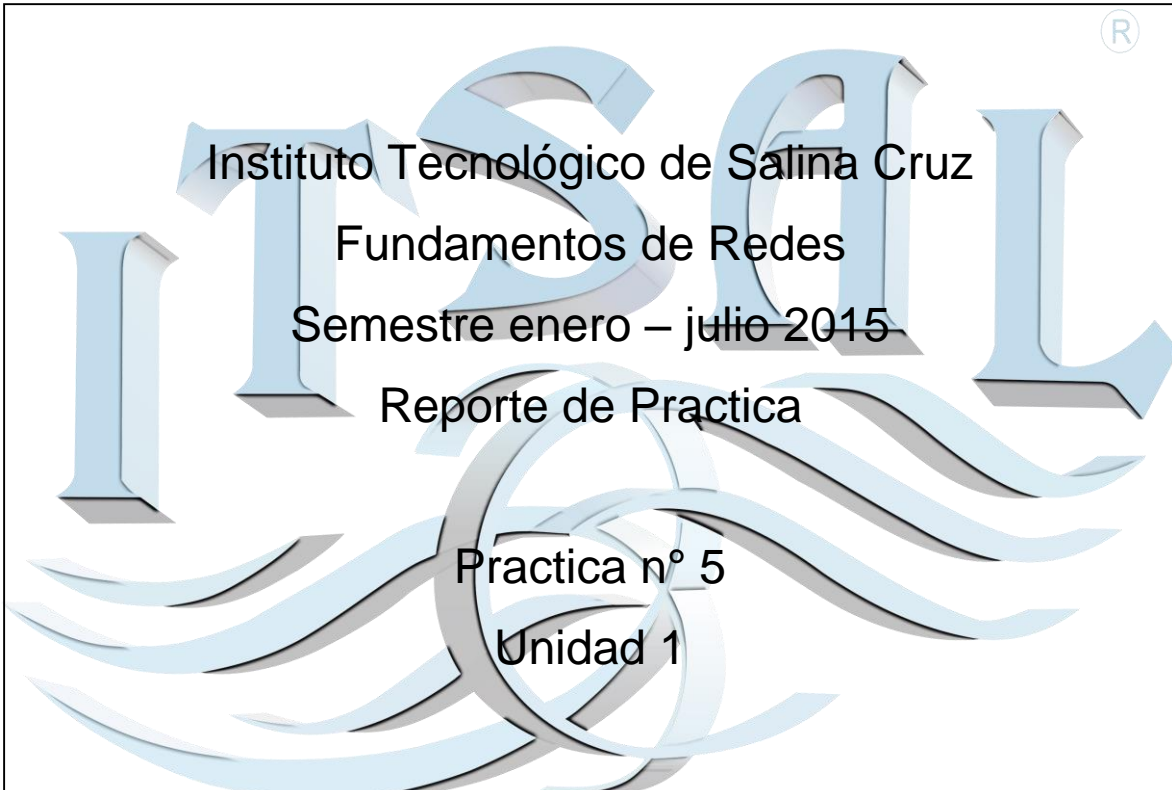 ®
ITSAL
Instituto Tecnológico de Salina Cruz
Fundamentos de Redes
Semestre enero – julio 2015
Reporte de Practica
Practica n° 5
Unidad 1